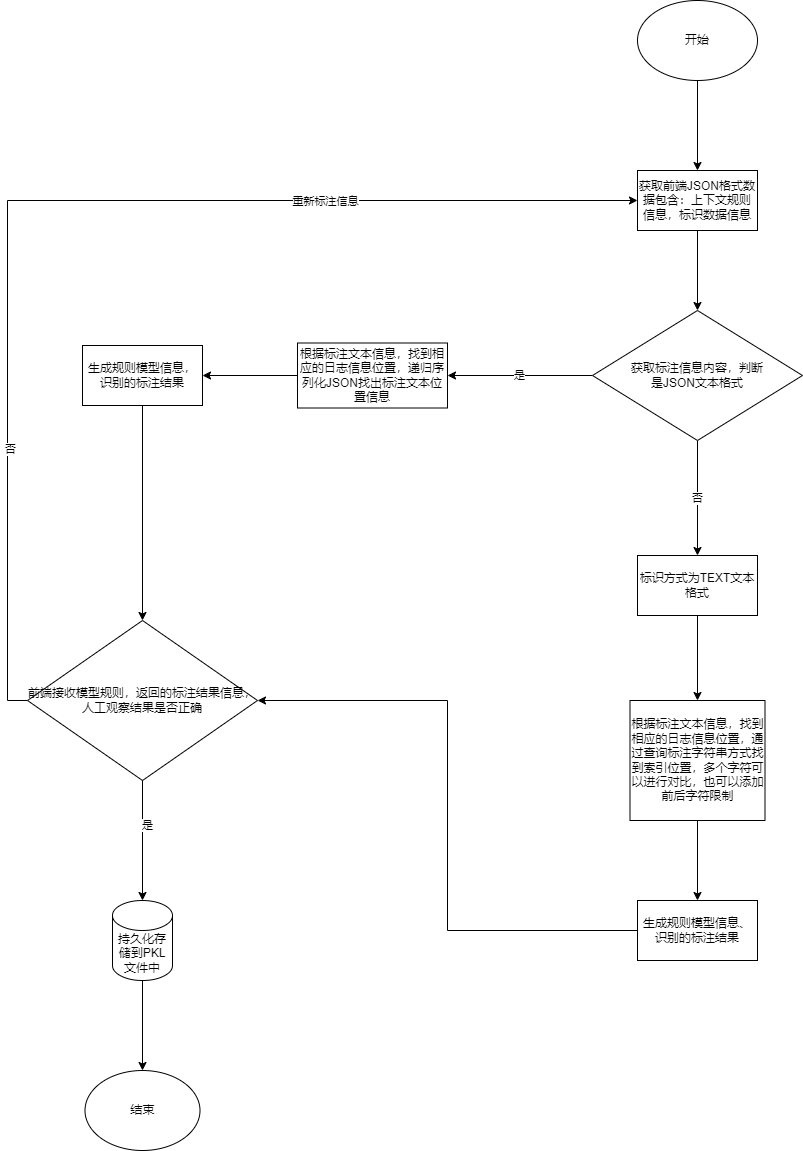 开始
获取前端JSON格式数
据包含：上下文规则
信息，标识数据信息
重新标注信息
获取标注信息内容，判断
是JSON文本格式
是
根据标注文本信息，找到相
应的日志信息位置，递归序
列化JSON找出标注文本位
置信息
生成规则模型信息，
识别的标注结果
否
否
标识方式为TEXT文本
格式
前端接收模型规则，返回的标注结果信息，
人工观察结果是否正确
根据标注文本信息，找到
相应的日志信息位置，通
过查询标注字符串方式找
到索引位置，多个字符可
以进行对比，也可以添加
前后字符限制
是
生成规则模型信息、
识别的标注结果
持久化存
储到PKL
文件中
结束